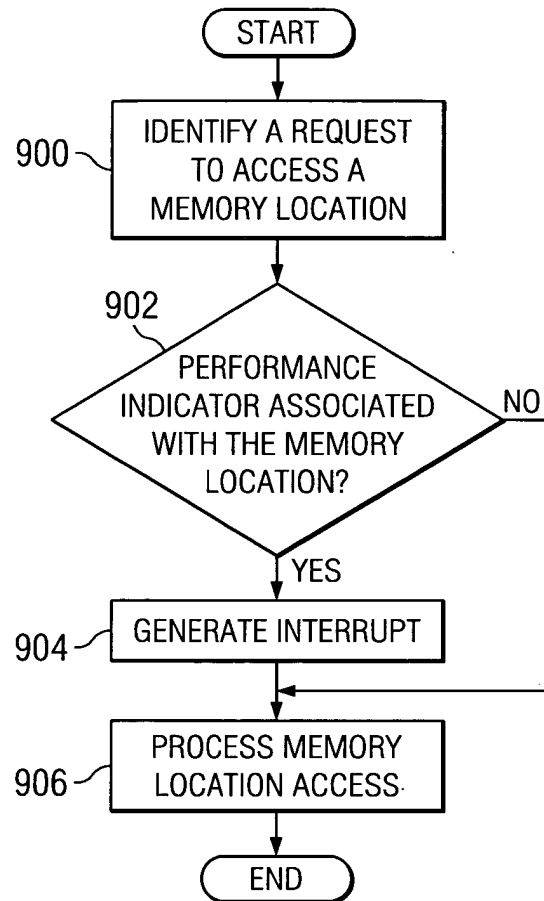 START
900
IDENTIFY A REQUEST
TO ACCESS A
MEMORY LOCATION
902
PERFORMANCE
INDICATOR ASSOCIATED
WITH THE MEMORY
LOCATION?
NO
YES
904
GENERATE INTERRUPT
906
PROCESS MEMORY
LOCATION ACCESS
END